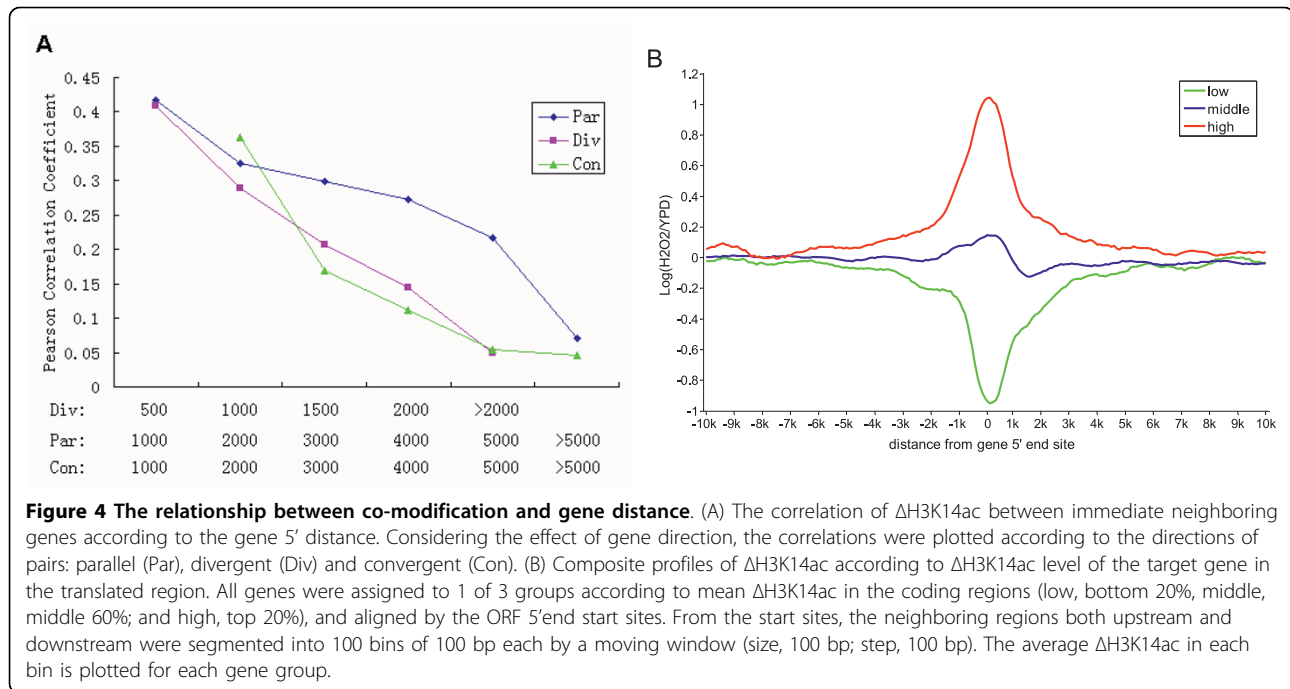 A
Pearson Correlation Coefficient
0.45
0.4
0.35
0.3
0.25
0.2
0.15
0.1
0.05
0
Par
Div
Con
Div: 500 1000 1500 2000 >2000
Par: 1000 2000 3000 4000 5000 >5000
Con: 1000 2000 3000 4000 5000 >5000
B
Log(H2O2/YPD)
1.2
1
0.8
0.6
0.4
0.2
0
-0.2
-0.4
-0.6
-0.8
-1
low
middle
high
-10k -9k -8k -7k -6k -5k -4k -3k -2k -1k 0 1k 2k 3k 4k 5k 6k 7k 8k 9k 10k
distance from gene 5' end site
Figure 4 The relationship between co-modification and gene distance. (A) The correlation of ΔH3K14ac between immediate neighboring
genes according to the gene 5’ distance. Considering the effect of gene direction, the correlations were plotted according to the directions of
pairs: parallel (Par), divergent (Div) and convergent (Con). (B) Composite profiles of ΔH3K14ac according to ΔH3K14ac level of the target gene in
the translated region. All genes were assigned to 1 of 3 groups according to mean ΔH3K14ac in the coding regions (low, bottom 20%, middle,
middle 60%; and high, top 20%), and aligned by the ORF 5’end start sites. From the start sites, the neighboring regions both upstream and
downstream were segmented into 100 bins of 100 bp each by a moving window (size, 100 bp; step, 100 bp). The average ΔH3K14ac in each
bin is plotted for each gene group.